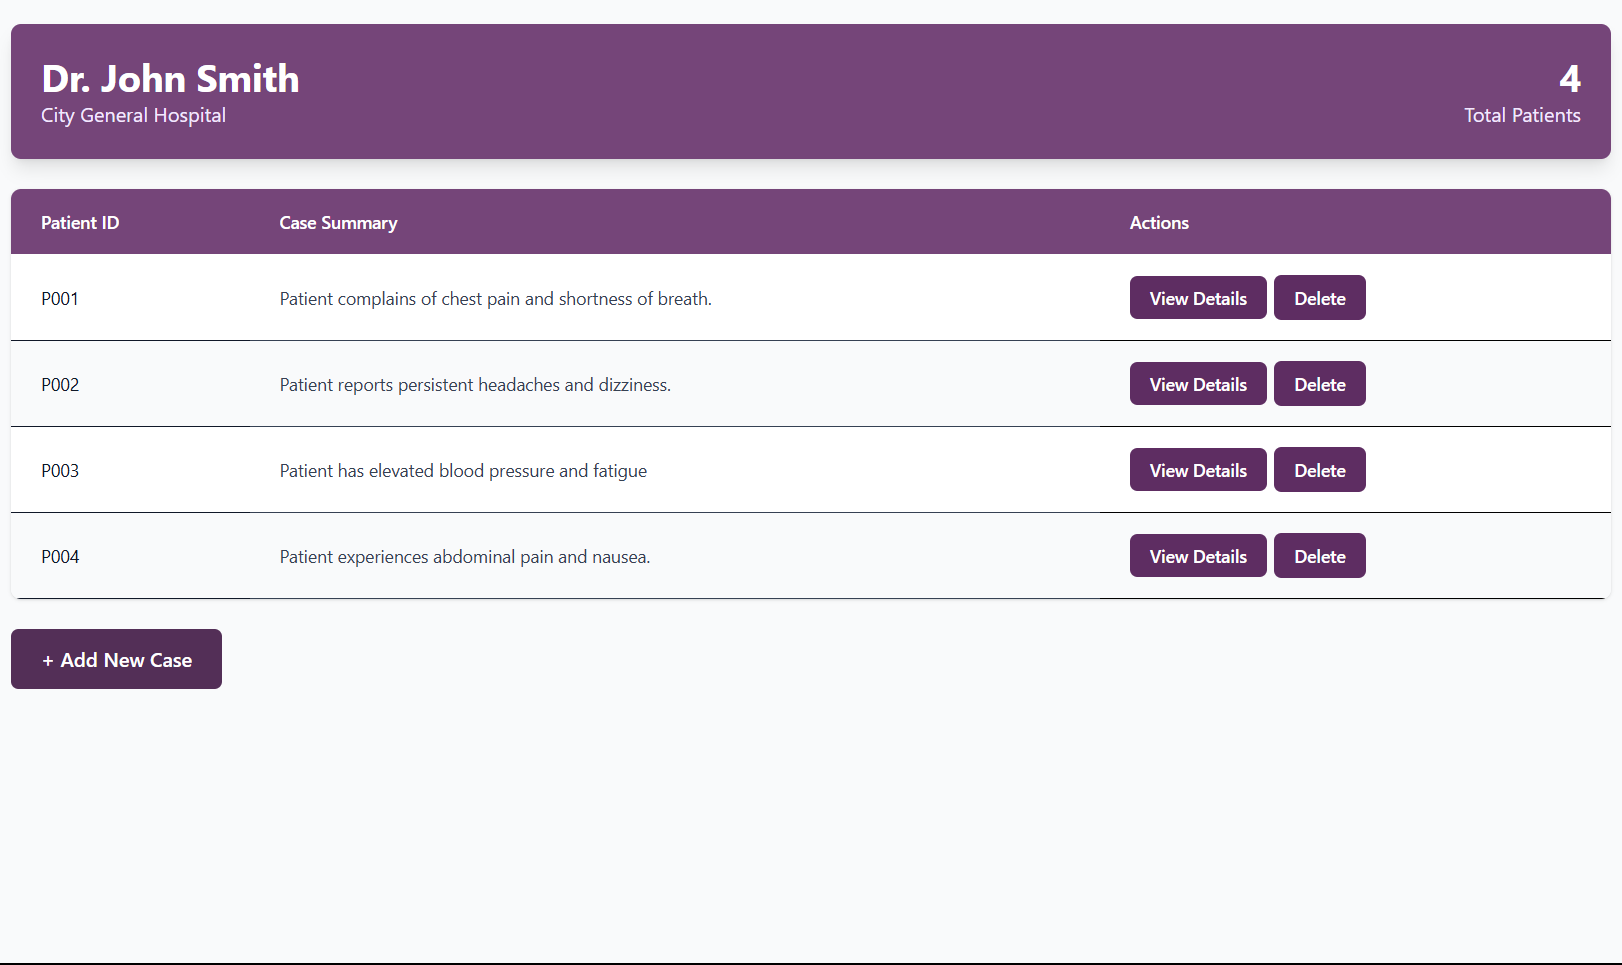 Dr. John Smith
City General Hospital
4
Total Patients
Patient ID Case Summary Actions
P001 Patient complains of chest pain and shortness of breath. View Details Delete
P002 Patient reports persistent headaches and dizziness. View Details Delete
P003 Patient has elevated blood pressure and fatigue View Details Delete
P004 Patient experiences abdominal pain and nausea. View Details Delete
+ Add New Case